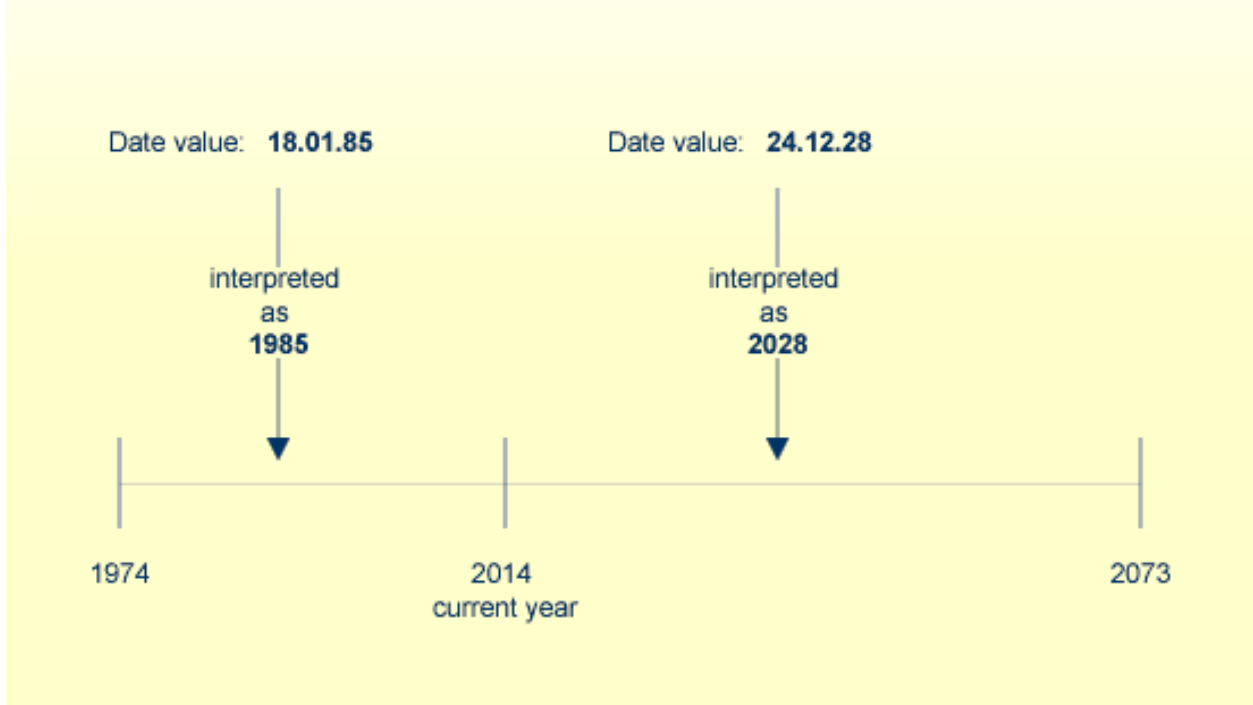 Date value: 18.01.85
Date value: 24.12.28
interpreted
as
1985
interpreted
as
2028
1974
2014
current year
2073